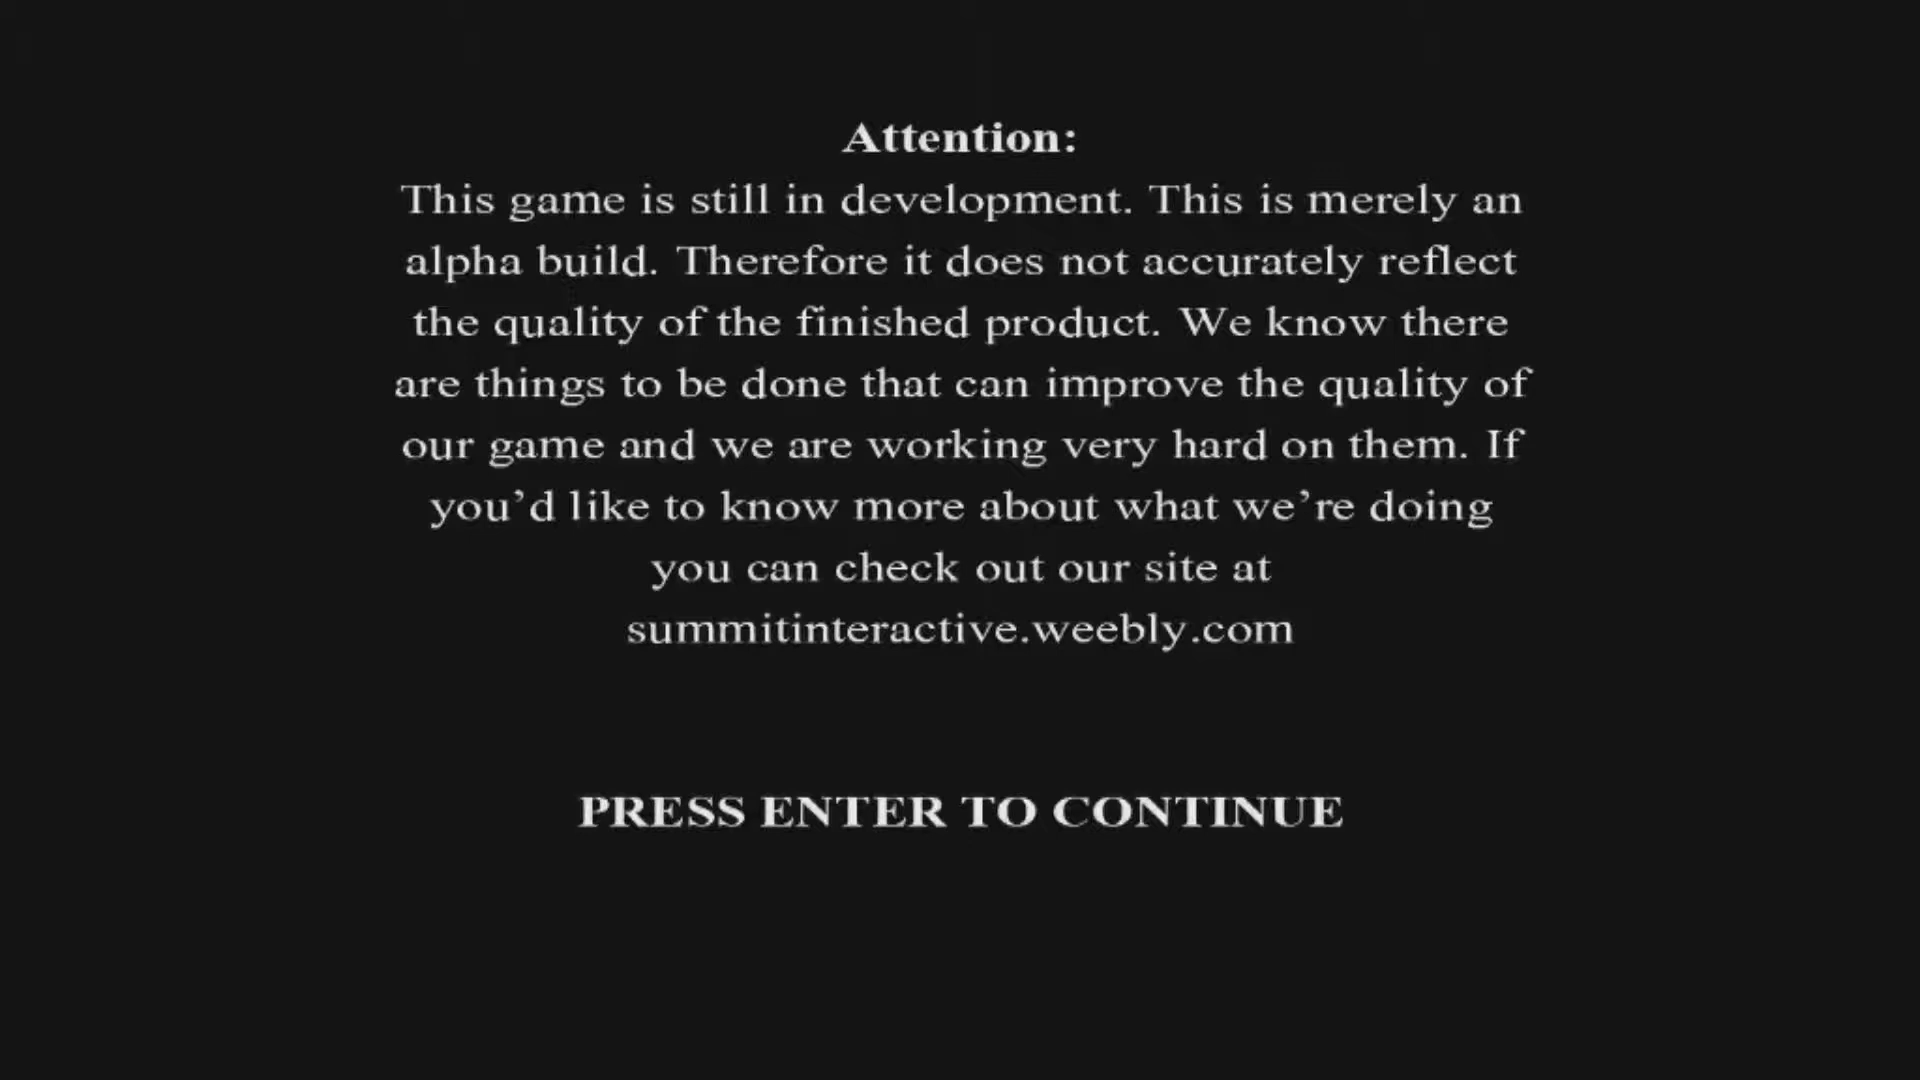 Attention:
This game is still in development. This is merely an
alpha build. Therefore it does not accurately reflect
the quality of the finished product. We know there
are things to be done that can improve the quality of
our game and we are working very hard on them. If
you’d like to know more about what we’re doing
you can check out our site at
summitinteractive.weebly.com
PRESS ENTER TO CONTINUE